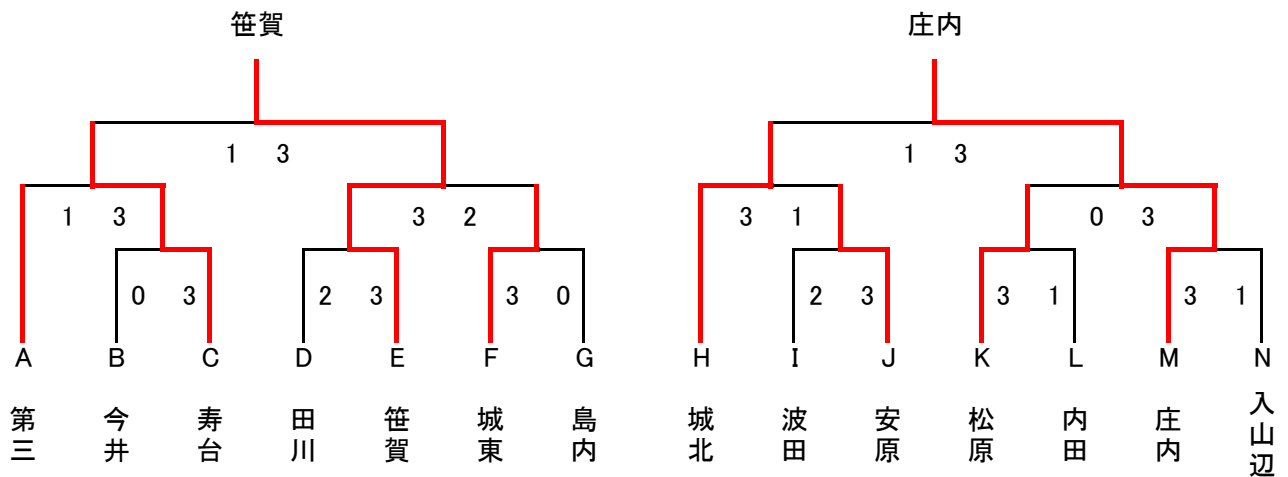 笹賀 庄内
1 3 1 3
1 3 3 2 3 1 0 3
0 3 2 3 3 0 2 3 3 1 3 1
A B C D E F G H I J K L M N
第三 今井 寿台 田川 笹賀 城東 島内 城北 波田 安原 松原 内田 庄内 入山辺